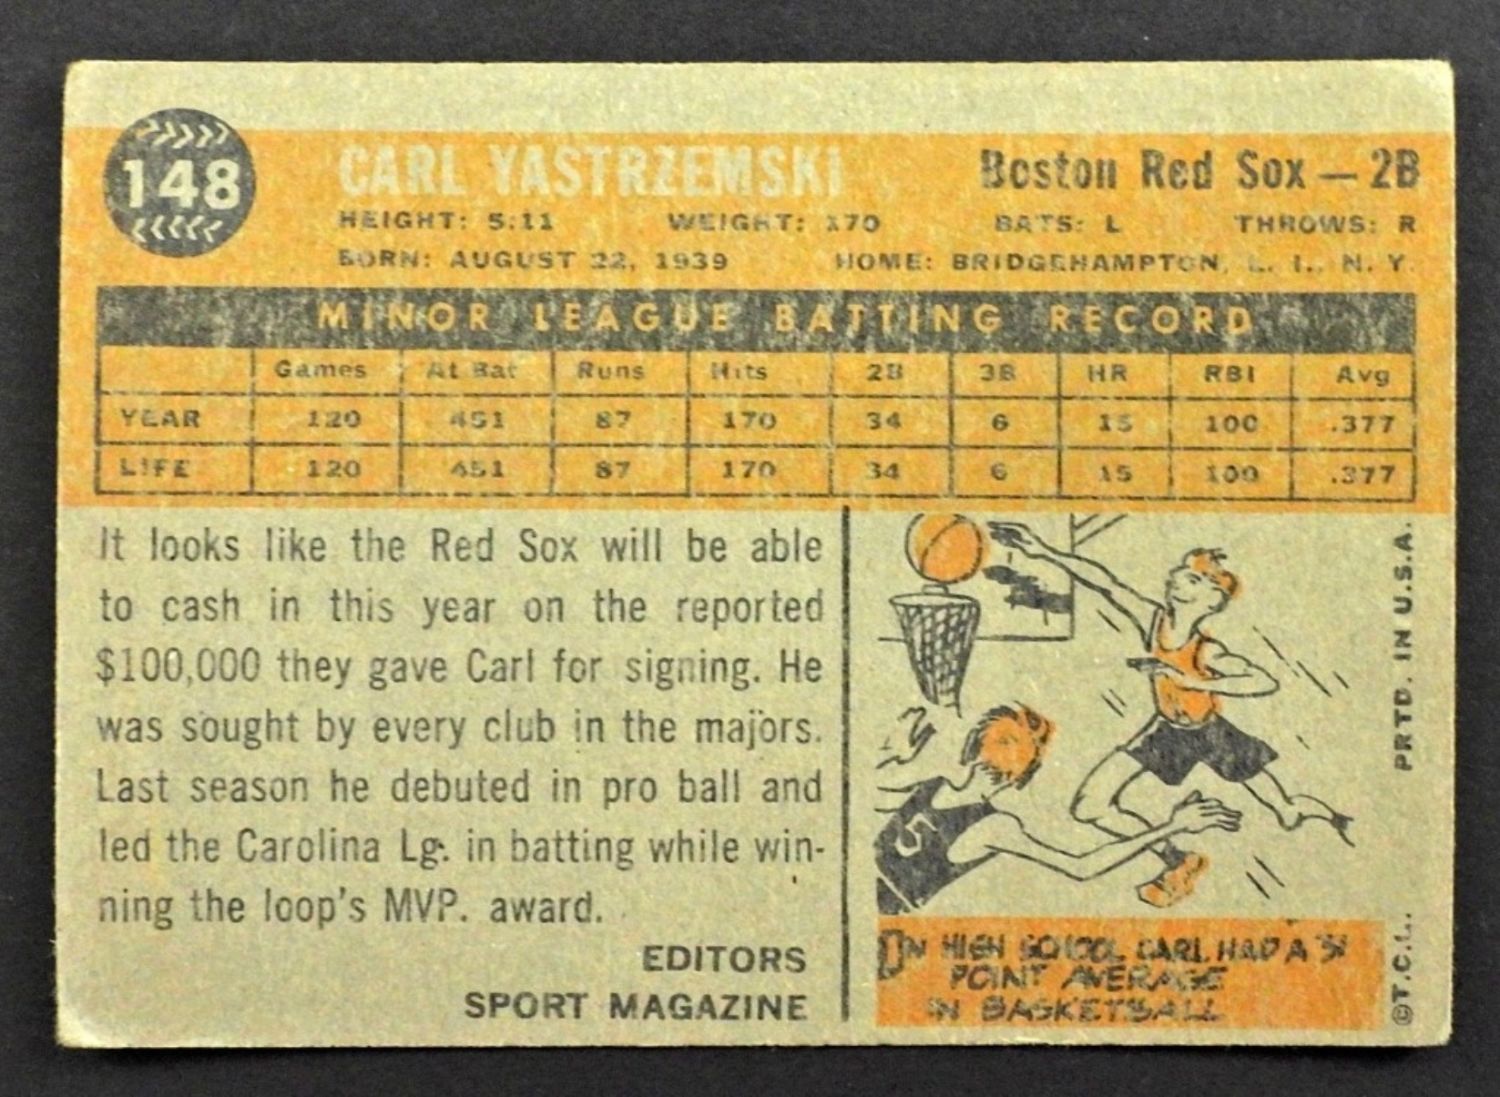 148
CARL YASTRZEMSKI
Boston Red Sox — 2B
HEIGHT: 5:11 WEIGHT: 170 BATS: L THROWS: R
BORN: AUGUST 22, 1939 HOME: BRIDGEHAMPTON, L. I., N. Y.
MINOR LEAGUE BATTING RECORD
Games At Bat Runs Hits 2B 3B HR RBI Avg
YEAR 120 451 87 170 34 6 15 100 .377
LIFE 120 451 87 170 34 6 15 100 .377
It looks like the Red Sox will be able
to cash in this year on the reported
$100,000 they gave Carl for signing. He
was sought by every club in the majors.
Last season he debuted in pro ball and
led the Carolina Lg. in batting while win-
ning the loop's MVP. award.
EDITORS
SPORT MAGAZINE
5
HIGH SCHOOL CARL HAD A
POINT AVERAGE
IN BASKETBALL
©T.C.G. PRTD. IN U.S.A.